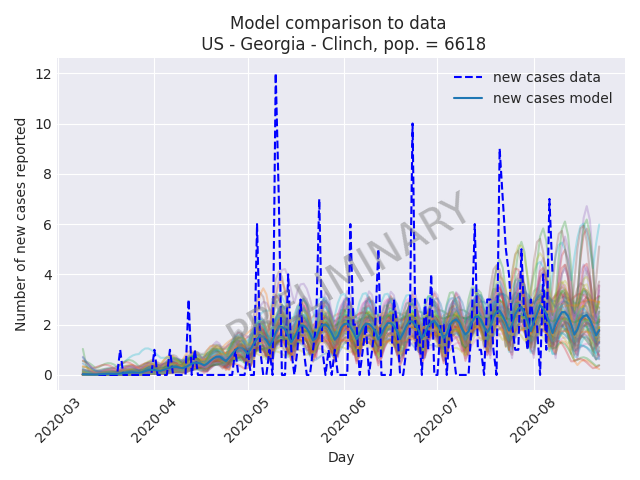 Model comparison to data
US - Georgia - Clinch, pop. = 6618
new cases data
new cases model
PRELIMINARY
Number of new cases reported
12
10
8
6
4
2
0
2020-03
2020-04
2020-05
2020-06
2020-07
2020-08
Day